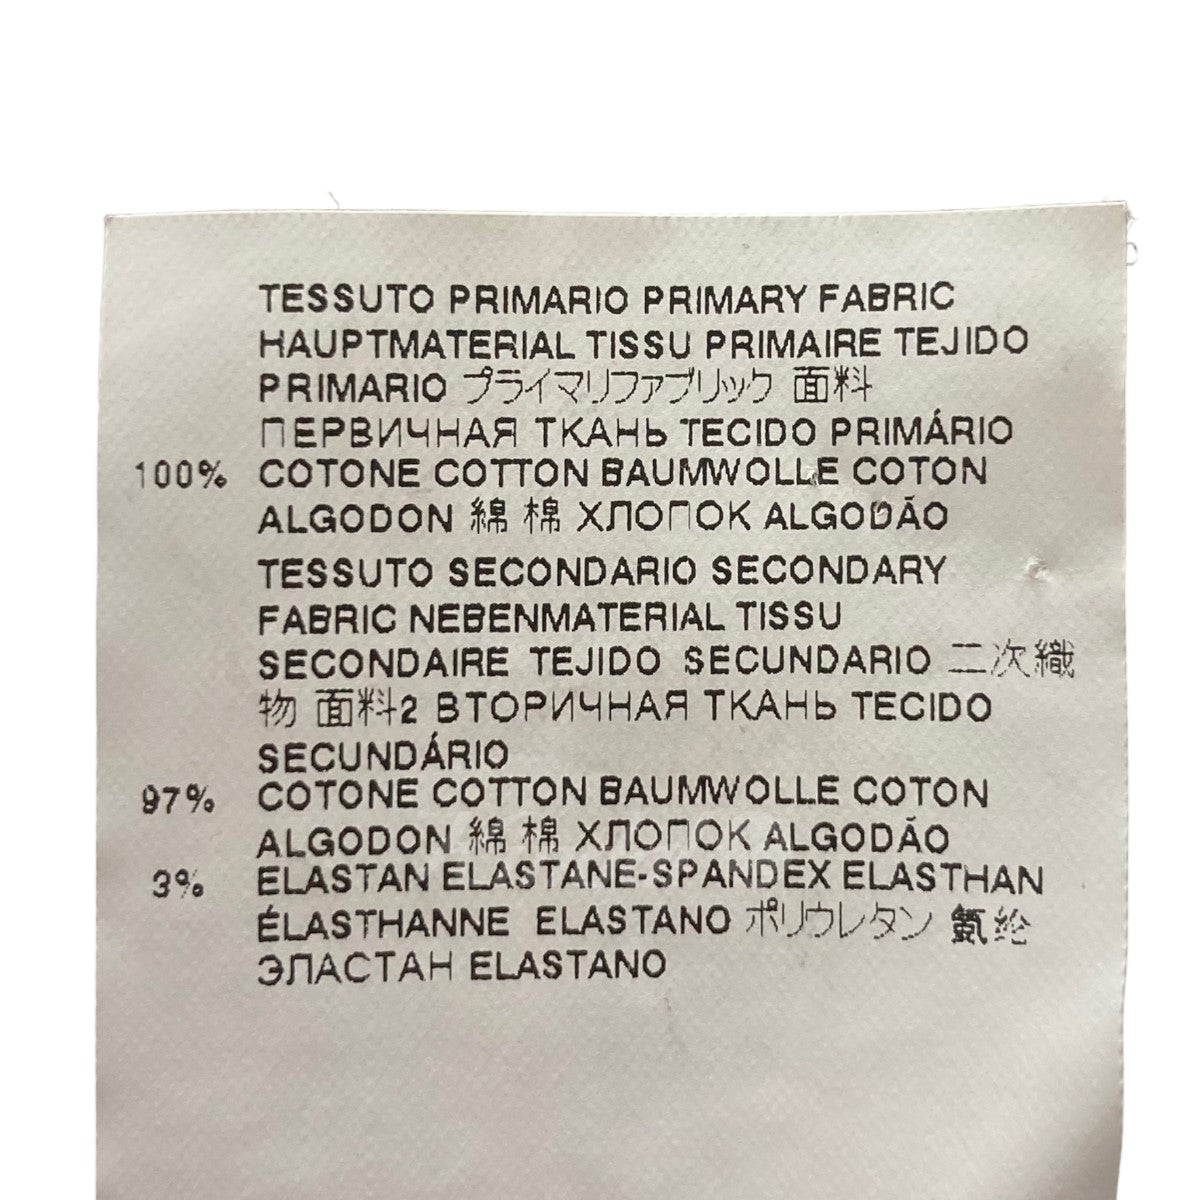 TESSUTO PRIMARIO PRIMARY FABRIC
HAUPTMATERIAL TISSU PRIMAIRE TEJIDO
PRIMARIO プライマリファブリック 面料
ПЕРВИЧНАЯ ТКАНЬ TECIDO PRIMÁRIO
100% COTONE COTTON BAUMWOLLE COTON
ALGODON 綿 棉 ХЛОПОК ALGODÃO
TESSUTO SECONDARIO SECONDARY
FABRIC NEBENMATERIAL TISSU
SECONDAIRE TEJIDO SECUNDARIO 二次織
物 面料2 ВТОРИЧНАЯ ТКАНЬ TECIDO
SECUNDÁRIO
97% COTONE COTTON BAUMWOLLE COTON
ALGODON 綿 棉 ХЛОПОК ALGODÃO
3% ELASTAN ELASTANE-SPANDEX ELASTHAN
ÉLASTHANNE ELASTANO ポリウレタン 氨纶
ЭЛАСТАН ELASTANO